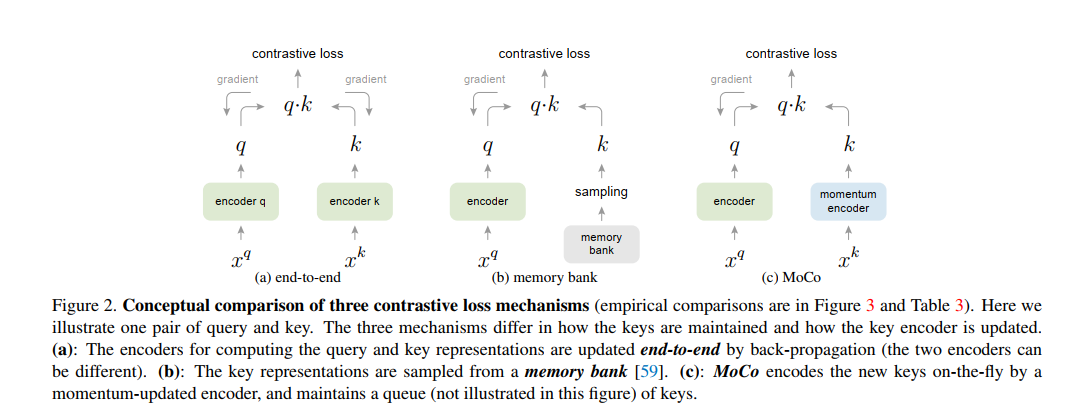 contrastive loss contrastive loss contrastive loss
gradient gradient gradient gradient
q·k q·k q·k
q k q k q k
sampling
encoder q encoder k encoder memory bank encoder momentum encoder
x^q x^k x^q x^q x^k
(a) end-to-end (b) memory bank (c) MoCo
Figure 2. Conceptual comparison of three contrastive loss mechanisms (empirical comparisons are in Figure 3 and Table 3). Here we
illustrate one pair of query and key. The three mechanisms differ in how the keys are maintained and how the key encoder is updated.
(a): The encoders for computing the query and key representations are updated end-to-end by back-propagation (the two encoders can
be different). (b): The key representations are sampled from a memory bank [59]. (c): MoCo encodes the new keys on-the-fly by a
momentum-updated encoder, and maintains a queue (not illustrated in this figure) of keys.